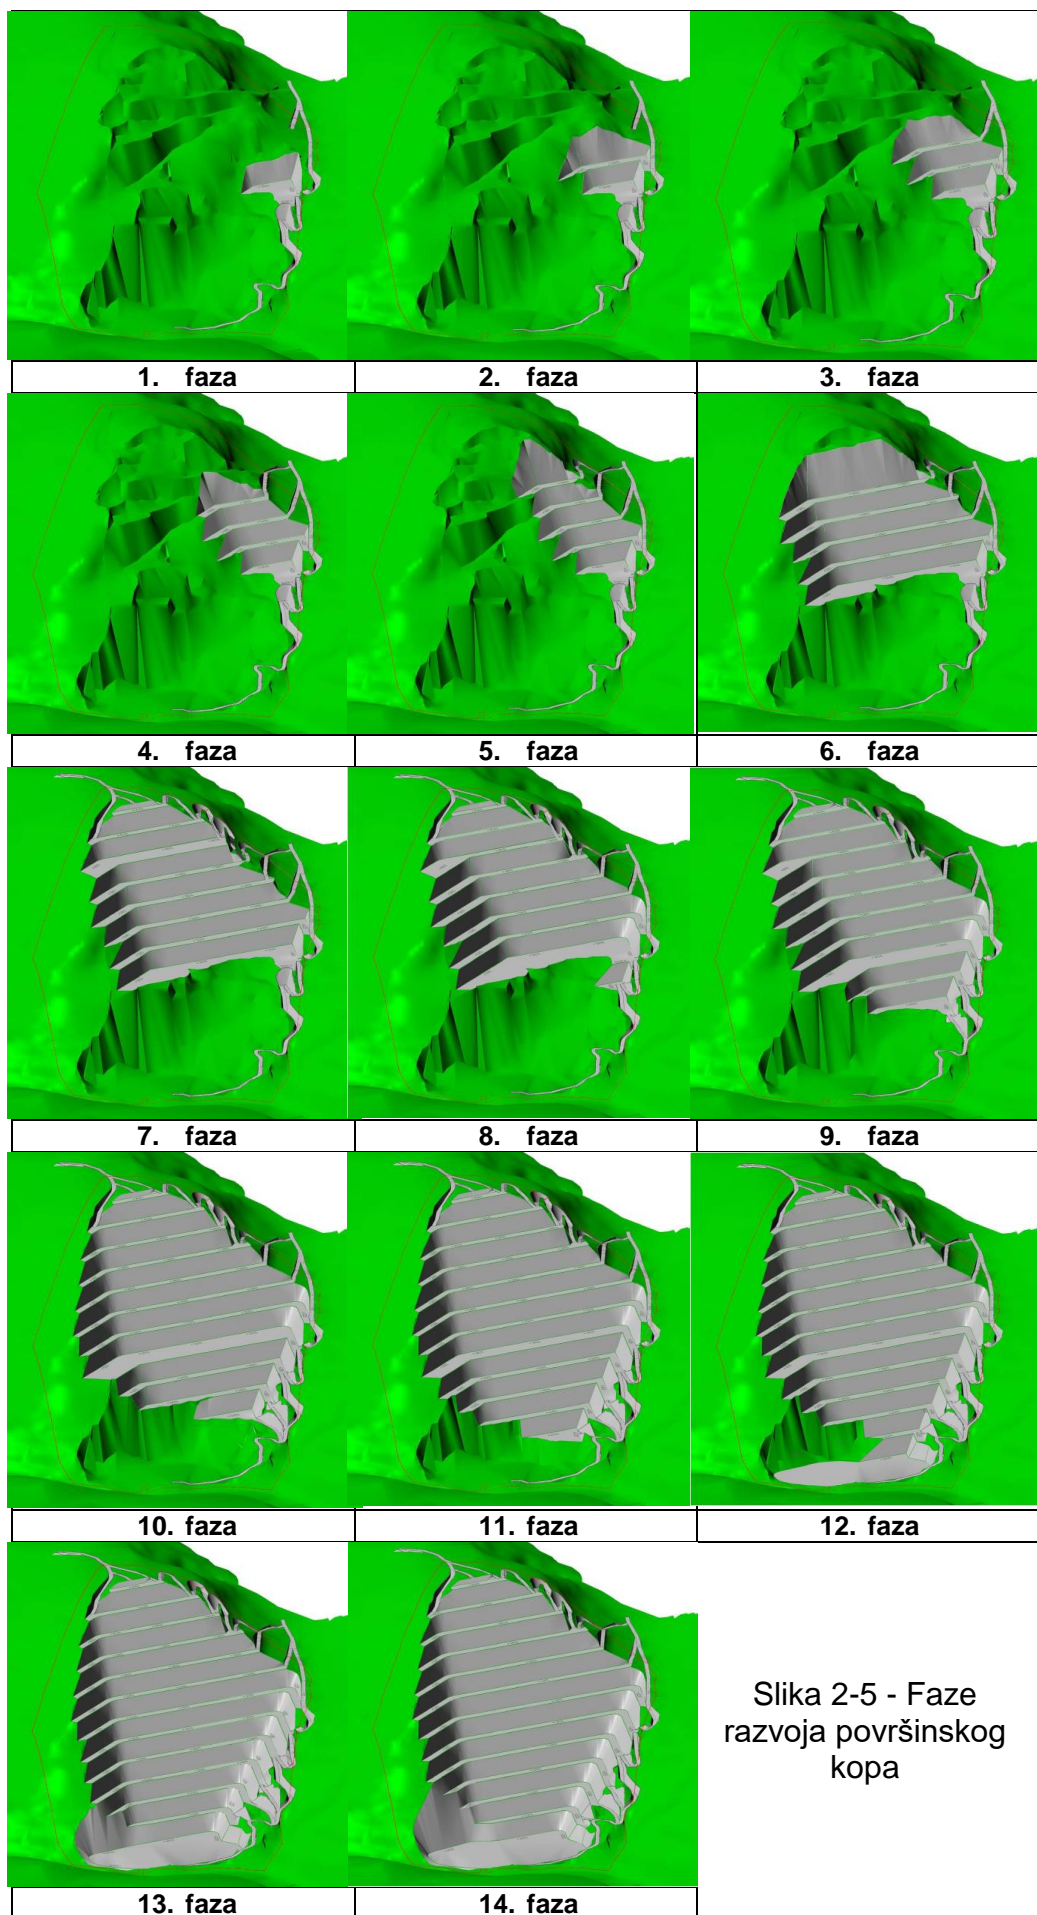 1. faza
2. faza
3. faza
4. faza
5. faza
6. faza
7. faza
8. faza
9. faza
10. faza
11. faza
12. faza
Slika 2-5 - Faze
razvoja površinskog
kopa
13. faza
14. faza